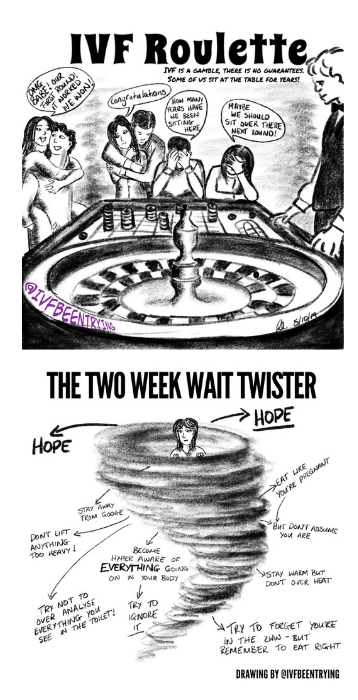 IVF Roulette
IVF IS A GAMBLE, THERE IS NO GUARANTEES.
SOME OF US SIT AT THE TABLE FOR YEARS!
OMG
BABE! OUR
FIRST ROUND!
IT WORKED
WE WON!
Congratulations
HOW MANY
YEARS HAVE
WE BEEN
SITTING
HERE
MAYBE
WE SHOULD
SIT OVER THERE
NEXT ROUND!
@IVFBEENTRYING
5/10/19
THE TWO WEEK WAIT TWISTER
HOPE
HOPE
EAT LIKE
YOU'RE PREGNANT
STAY AWAY
FROM GOOGLE
BUT DON'T ASSUME
YOU ARE
DON'T LIFT
ANYTHING
TOO HEAVY!
BECOME
HYPER AWARE OF
EVERYTHING GOING
ON IN YOUR BODY
STAY WARM BUT
DON'T OVER HEAT
TRY NOT TO
OVER ANALYSE
EVERYTHING YOU
SEE IN THE TOILET!
TRY TO
IGNORE
IT
TRY TO FORGET YOU'RE
IN THE 2WW - BUT
REMEMBER TO EAT RIGHT
DRAWING BY @IVFBEENTRYING